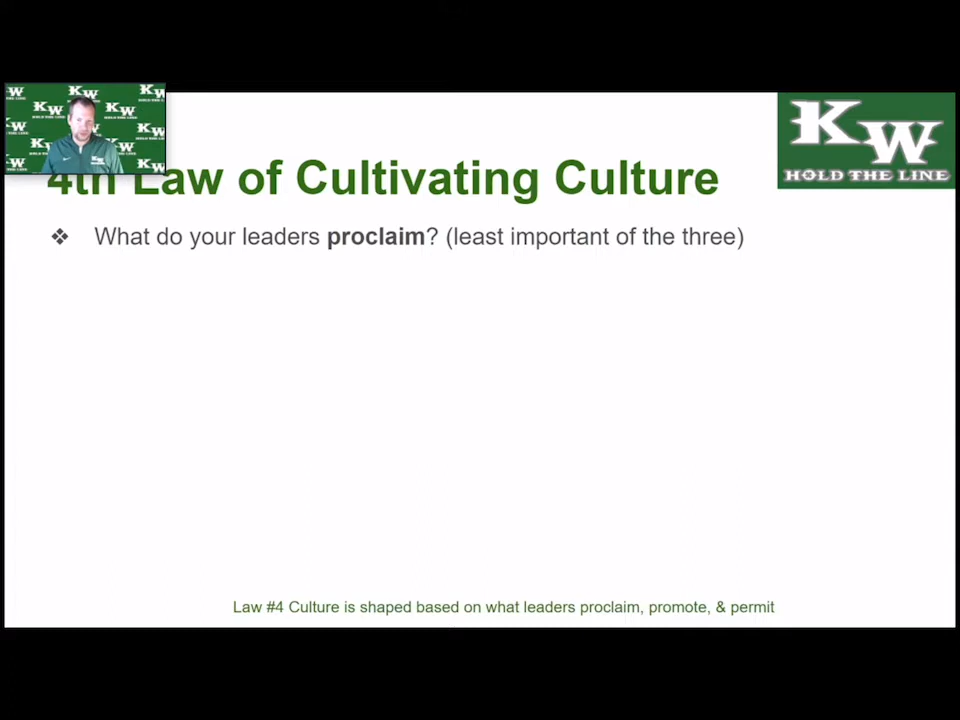 4th Law of Cultivating Culture
❖ What do your leaders proclaim? (least important of the three)
KW
HOLD THE LINE
Law #4 Culture is shaped based on what leaders proclaim, promote, & permit